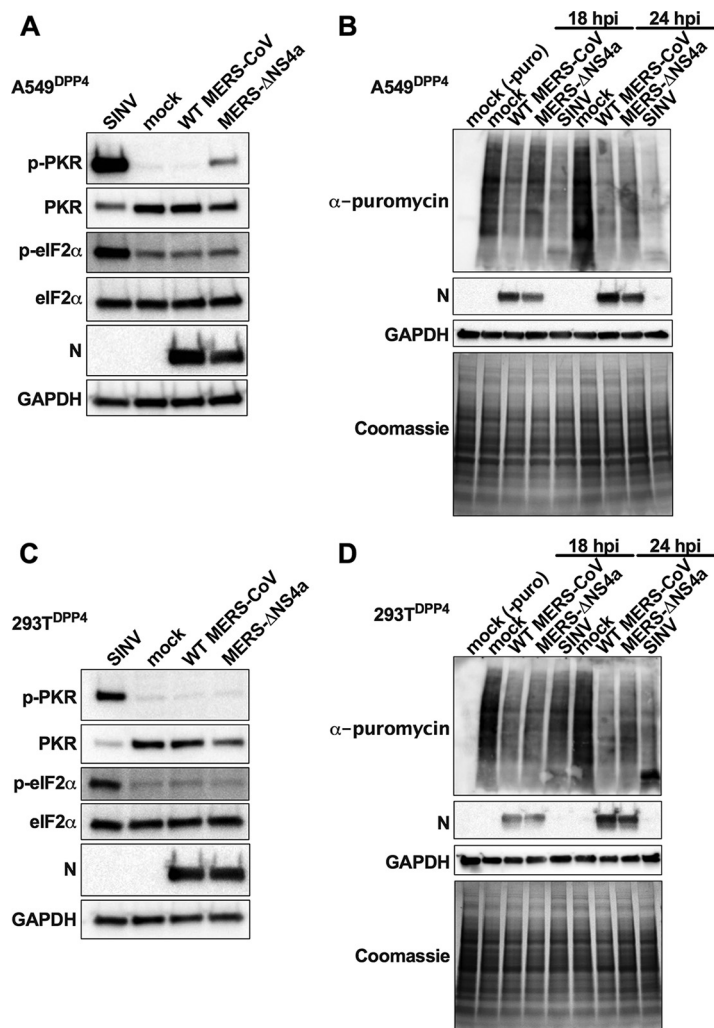 A
A549DPP4
SINV
mock
WT MERS-CoV
MERS-ΔNS4a
p-PKR
PKR
p-eIF2α
eIF2α
N
GAPDH
B
18 hpi
24 hpi
A549DPP4
mock (-puro)
mock
WT MERS-CoV
MERS-ΔNS4a
SINV
mock
WT MERS-CoV
MERS-ΔNS4a
SINV
α-puromycin
N
GAPDH
Coomassie
C
293TDPP4
SINV
mock
WT MERS-CoV
MERS-ΔNS4a
p-PKR
PKR
p-eIF2α
eIF2α
N
GAPDH
D
18 hpi
24 hpi
293TDPP4
mock (-puro)
mock
WT MERS-CoV
MERS-ΔNS4a
SINV
mock
WT MERS-CoV
MERS-ΔNS4a
SINV
α-puromycin
N
GAPDH
Coomassie